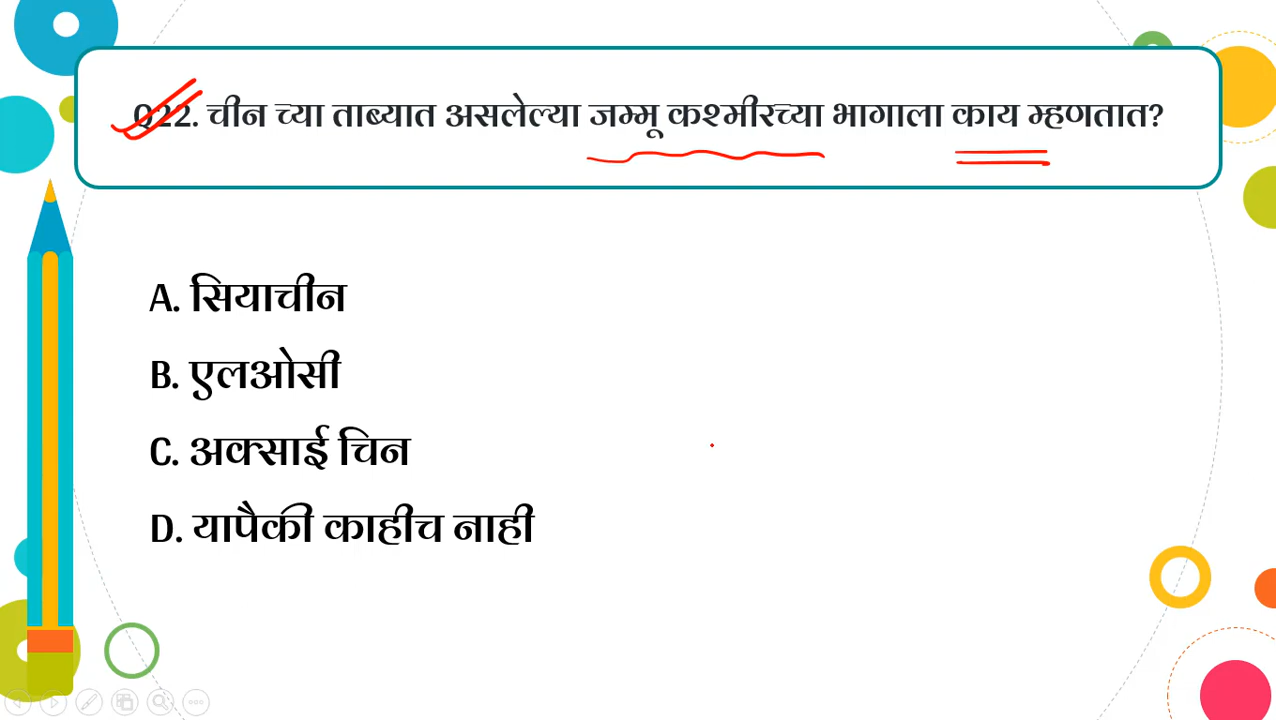 Q22. चीन च्या ताब्यात असलेल्या जम्मू कश्मीरच्या भागाला काय म्हणतात?
A. सियाचीन
B. एलओसी
C. अक्साई चिन
D. यापैकी काहीच नाही